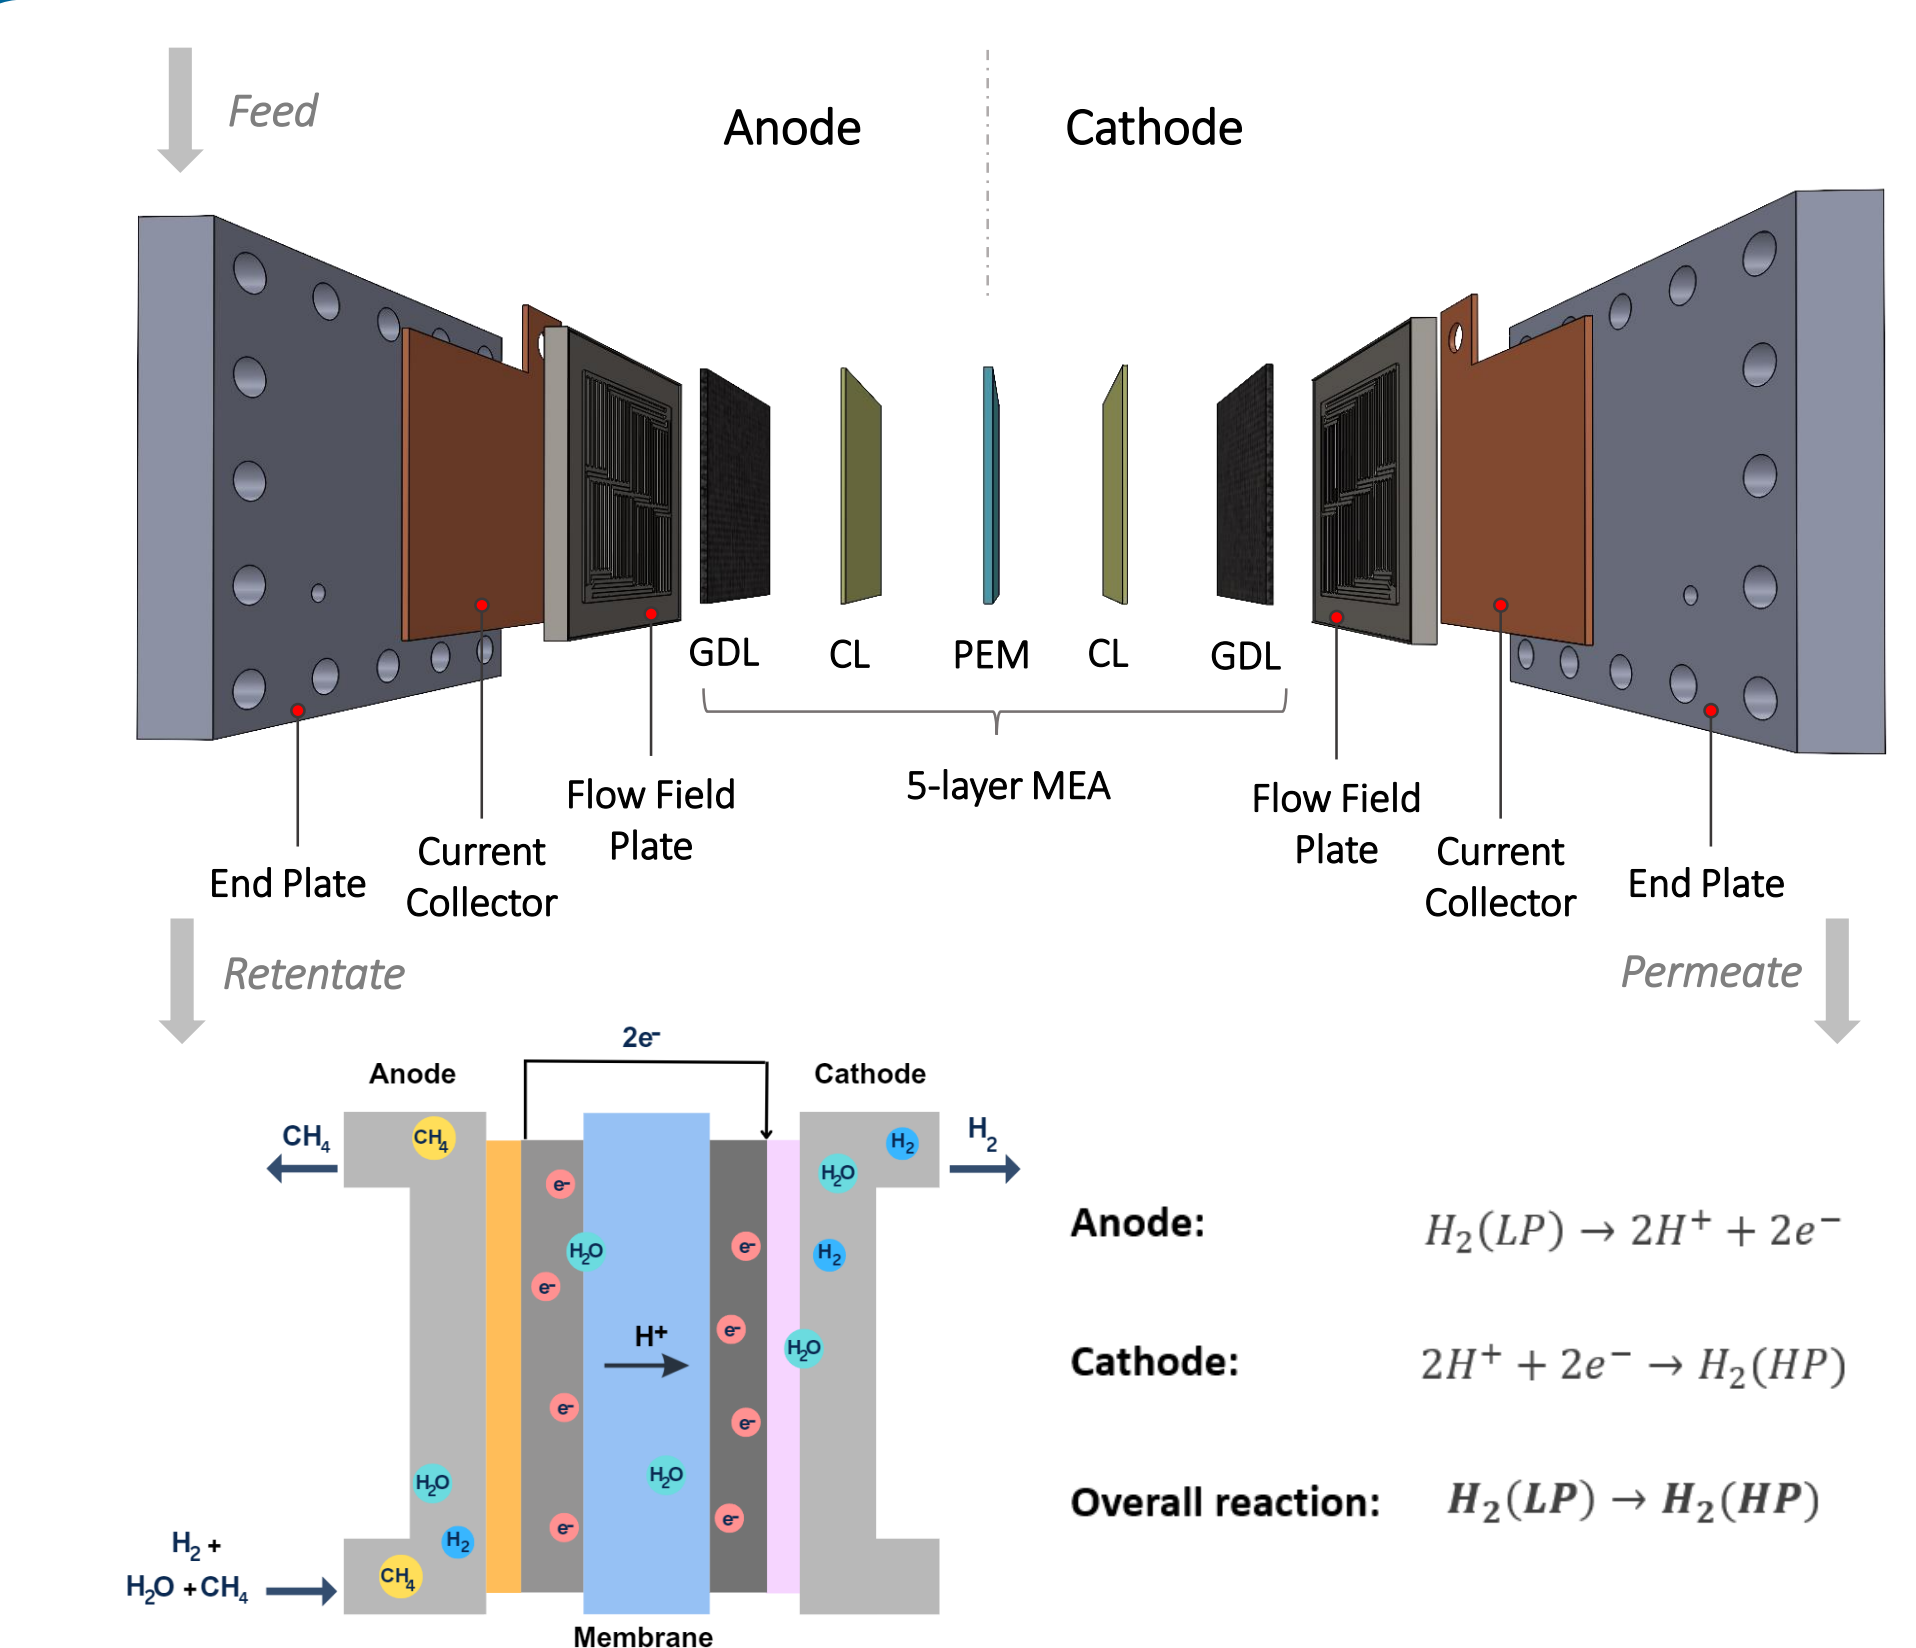 Feed
Anode
Cathode
GDL
CL
PEM
CL
GDL
5-layer MEA
Flow Field
Plate
Current
Collector
End Plate
Flow Field
Plate
Current
Collector
End Plate
Retentate
Permeate
2e-
Anode
Cathode
CH4
CH4
H2
H2
H2O
e-
H2O
e-
e-
H2
H+
e-
H2O
e-
e-
H2O
H2O
e-
e-
H2
CH4
H2 +
H2O +CH4
Membrane
Anode: H₂(LP) → 2H⁺ + 2e⁻
Cathode: 2H⁺ + 2e⁻ → H₂(HP)
Overall reaction: H₂(LP) → H₂(HP)